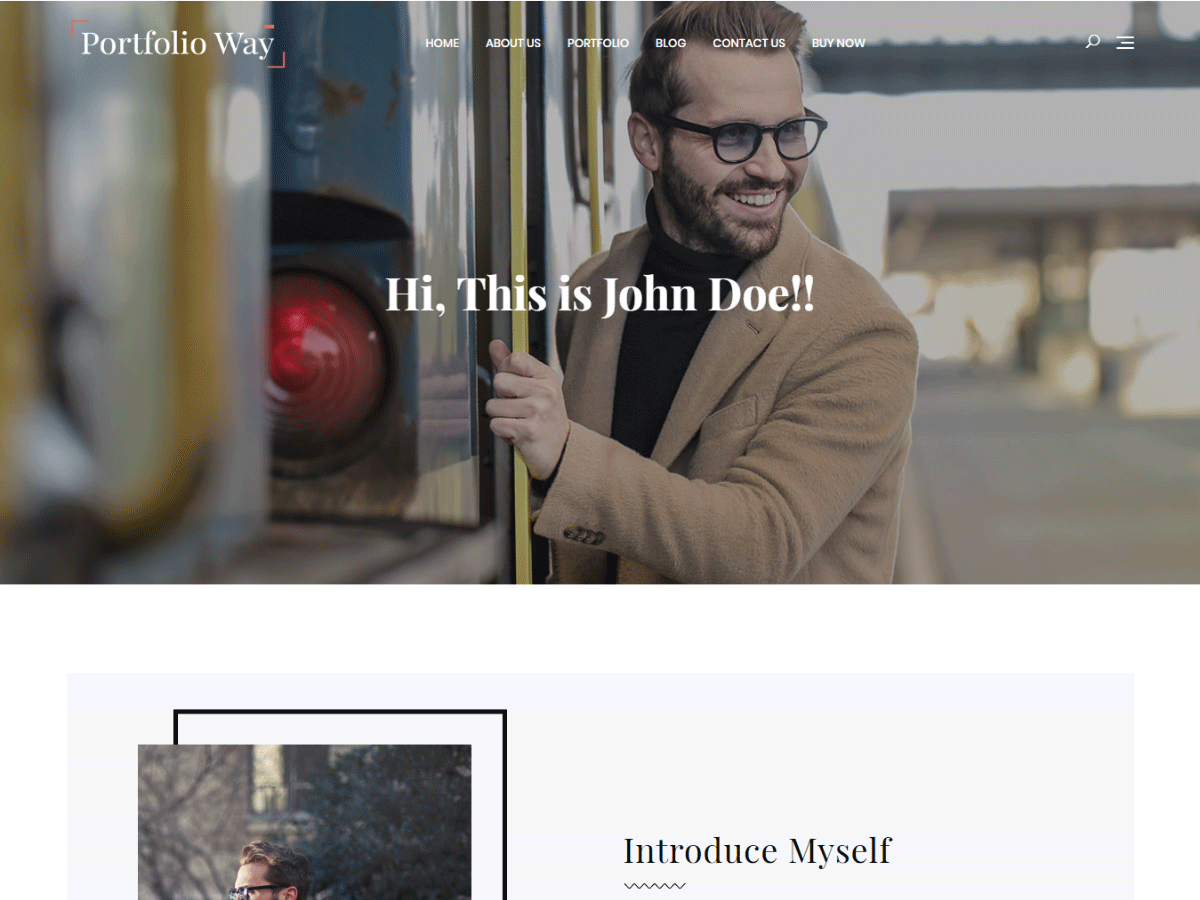 Portfolio Way
HOME ABOUT US PORTFOLIO BLOG CONTACT US BUY NOW
Hi, This is John Doe!!
Introduce Myself